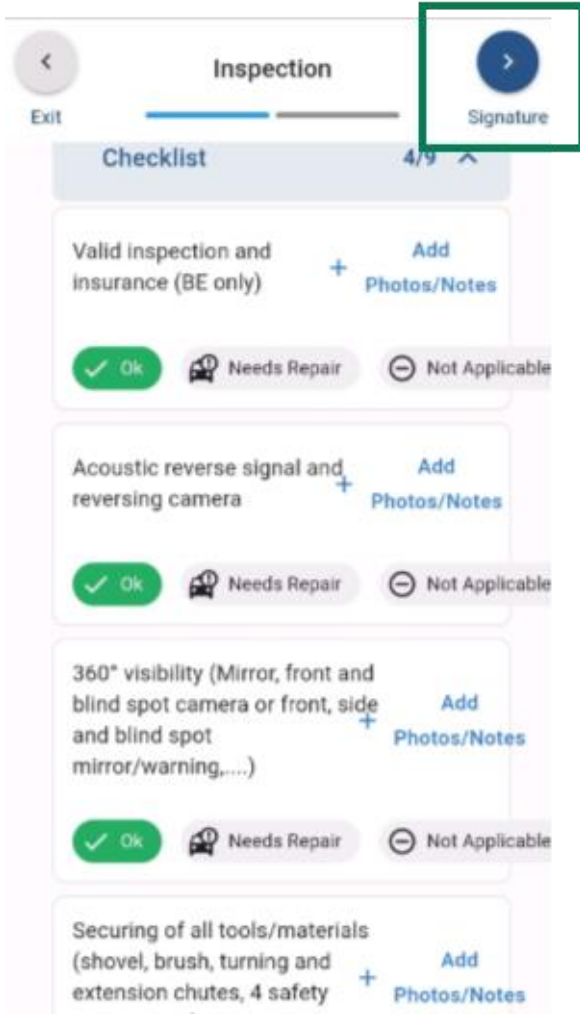 Inspection
Exit
Signature
Checklist 4/9
Valid inspection and
insurance (BE only)
+ Add
Photos/Notes
Ok Needs Repair Not Applicable
Acoustic reverse signal and
reversing camera
+ Add
Photos/Notes
Ok Needs Repair Not Applicable
360° visibility (Mirror, front and
blind spot camera or front, side
and blind spot
mirror/warning,....)
+ Add
Photos/Notes
Ok Needs Repair Not Applicable
Securing of all tools/materials
(shovel, brush, turning and
extension chutes, 4 safety
+ Add
Photos/Notes